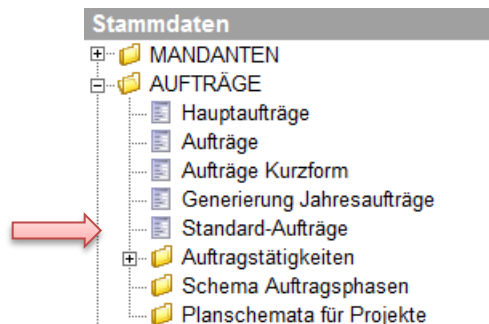 Stammdaten
MANDANTEN
AUFTRÄGE
Hauptaufträge
Aufträge
Aufträge Kurzform
Generierung Jahresaufträge
Standard-Aufträge
Auftragstätigkeiten
Schema Auftragsphasen
Planschemata für Projekte